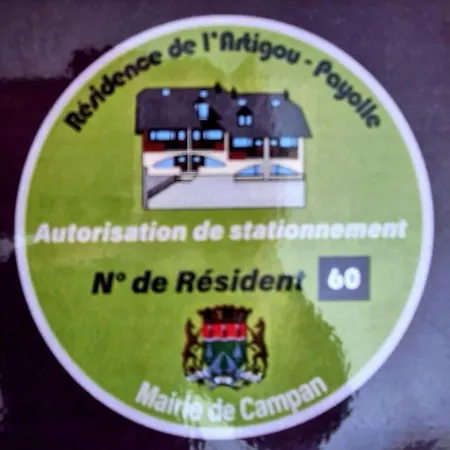 Résidence de l'Artigou - Payolle
Autorisation de stationnement
N° de Résident 60
Mairie de Campan